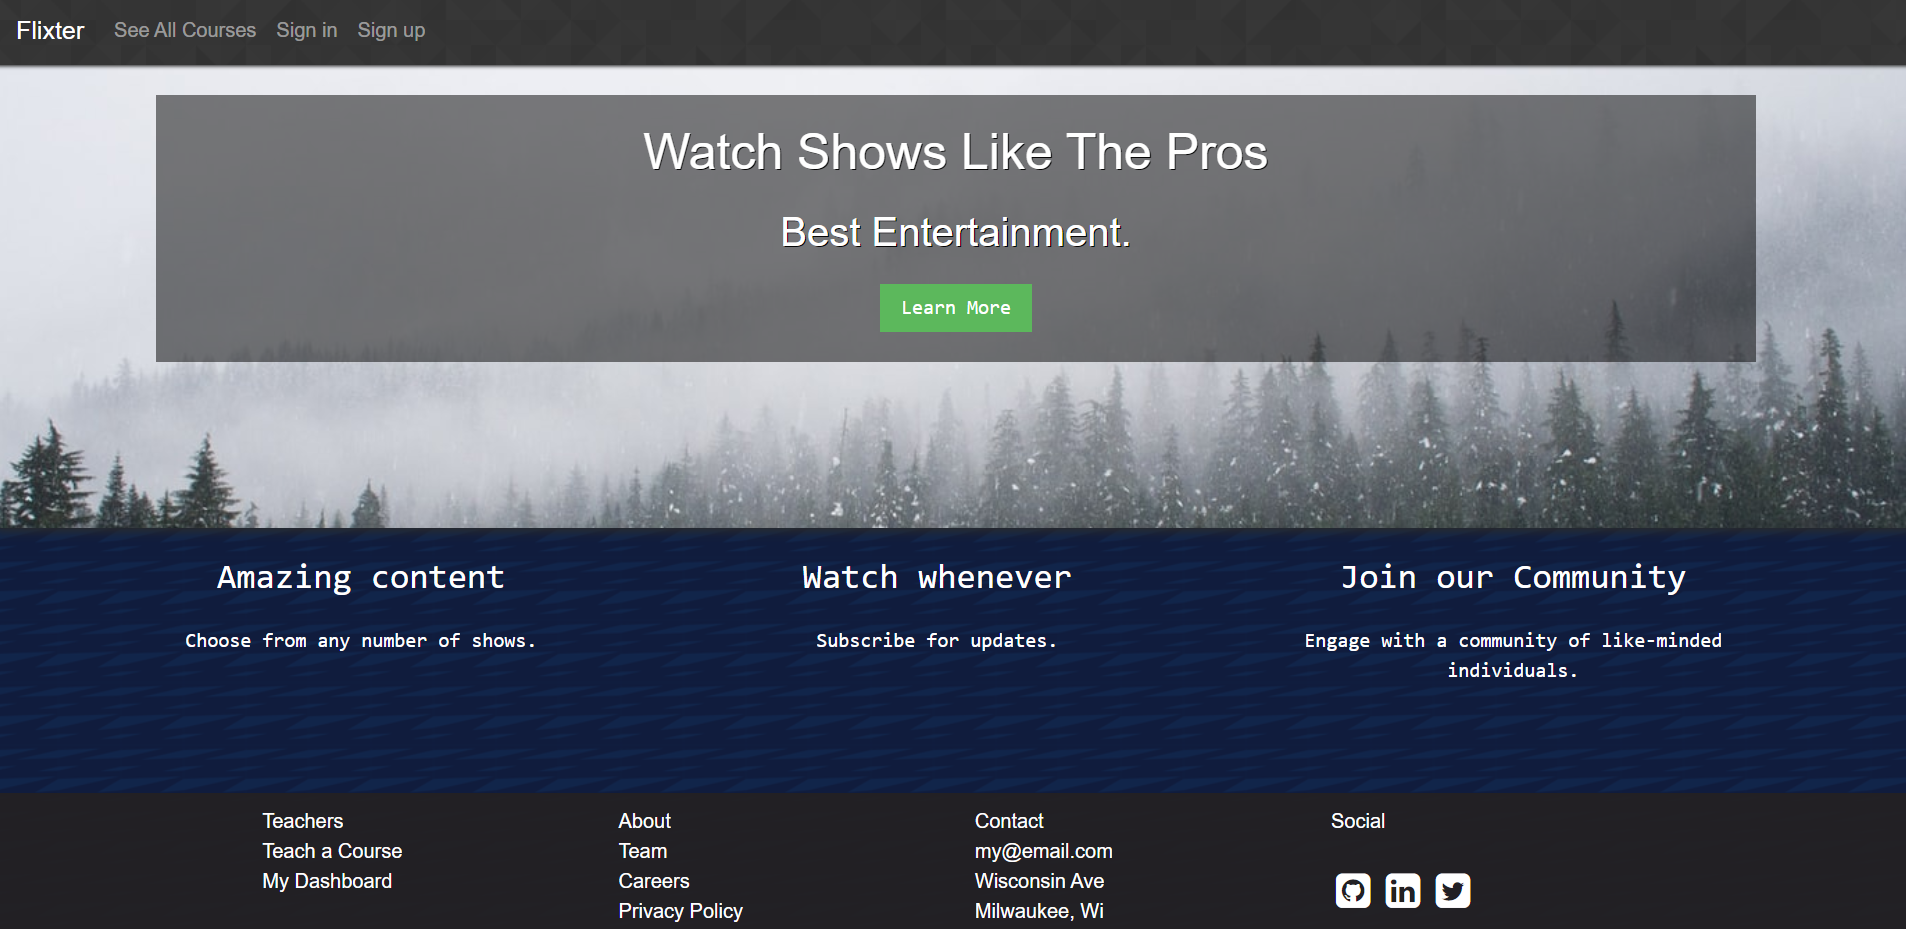 Flixter See All Courses Sign in Sign up
Watch Shows Like The Pros
Best Entertainment.
Learn More
Amazing content
Choose from any number of shows.
Watch whenever
Subscribe for updates.
Join our Community
Engage with a community of like-minded
individuals.
Teachers
Teach a Course
My Dashboard
About
Team
Careers
Privacy Policy
Contact
my@email.com
Wisconsin Ave
Milwaukee, Wi
Social
in